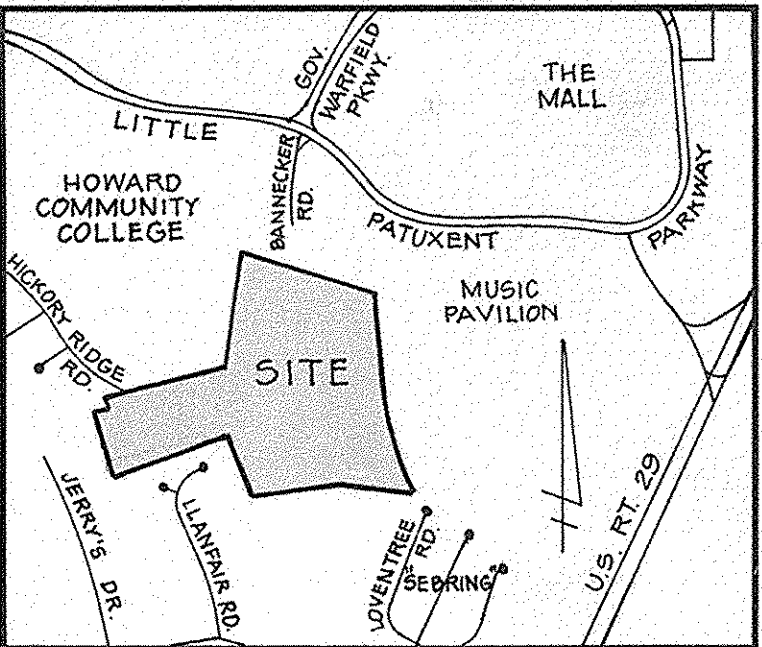 GOV.
WARFIELD
PKWY.
THE
MALL
LITTLE
HOWARD
COMMUNITY
COLLEGE
BANNECKER
RD.
PATUXENT
PARKWAY
HICKORY RIDGE
RD.
MUSIC
PAVILION
SITE
JERRY'S DR.
LLANFAIR RD.
LOVENTREE
RD.
"SEBRING"
U.S. RT. 29